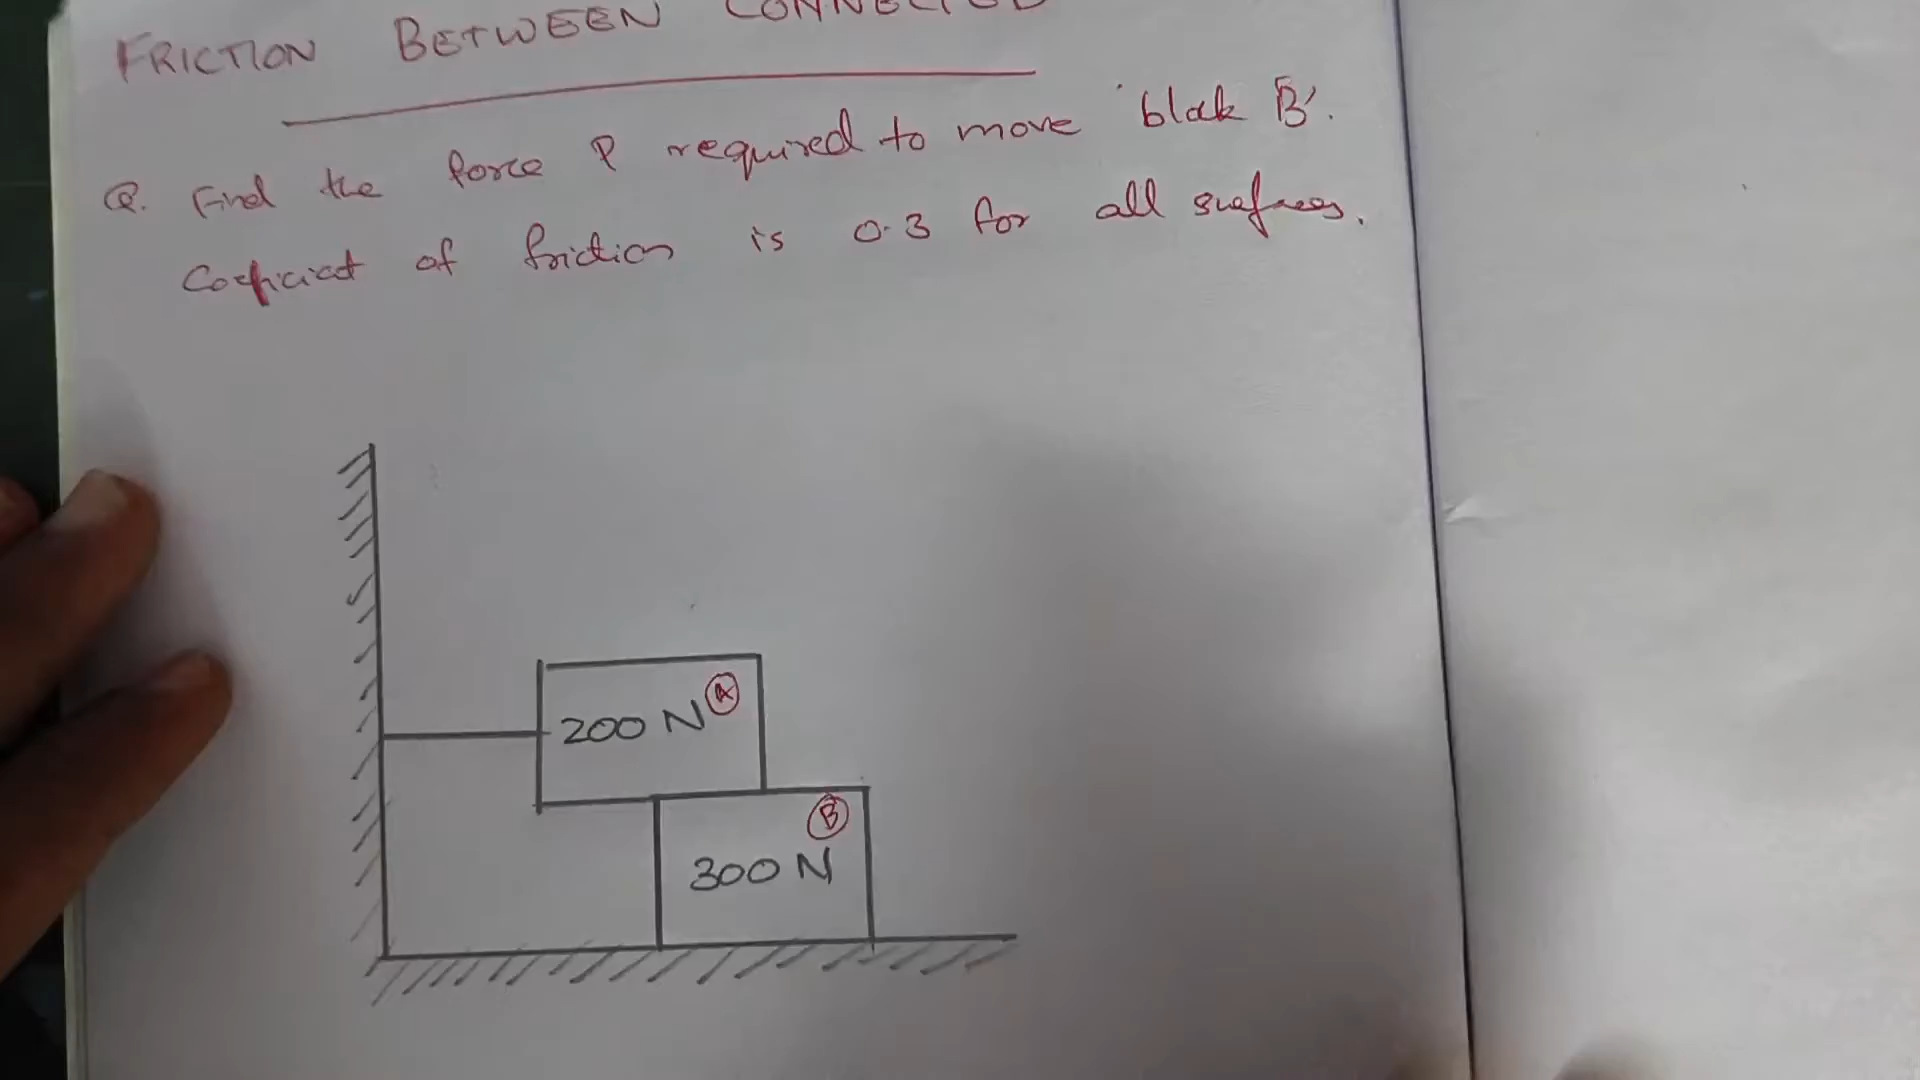 FRICTION BETWEEN CONNECTED
Q. Find the force P required to move 'block B'.
Coefficient of friction is 0.3 for all surfaces.
200 N A
B
300 N